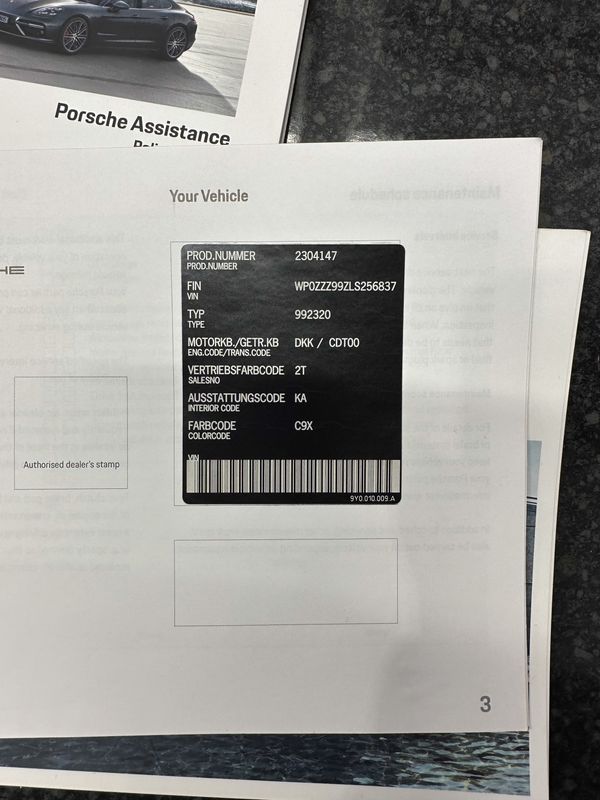 Porsche Assistance
Your Vehicle
Maintenance schedule
PROD.NUMMER 2304147
PROD.NUMBER
FIN WP0ZZZ99ZLS256837
VIN
TYP 992320
TYPE
MOTORKB./GETR.KB DKK / CDT00
ENG.CODE/TRANS.CODE
VERTRIEBSFARBCODE 2T
SALESNO
AUSSTATTUNGSCODE KA
INTERIOR CODE
FARBCODE C9X
COLORCODE
VIN
9Y0.010.009.A
Authorised dealer's stamp
3